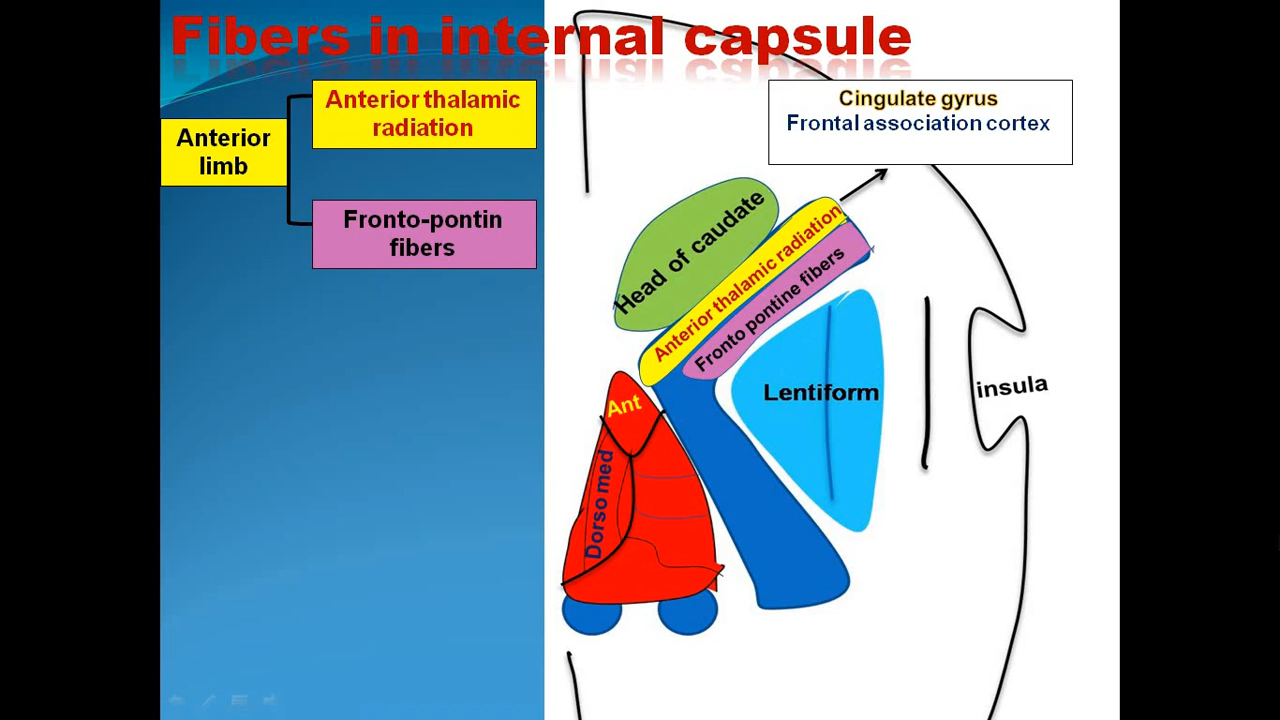 Fibers in internal capsule
Anterior
limb
Anterior thalamic
radiation
Fronto-pontin
fibers
Cingulate gyrus
Frontal association cortex
Head of caudate
Anterior thalamic radiation
Fronto pontine fibers
Lentiform
insula
Ant
Dorso med